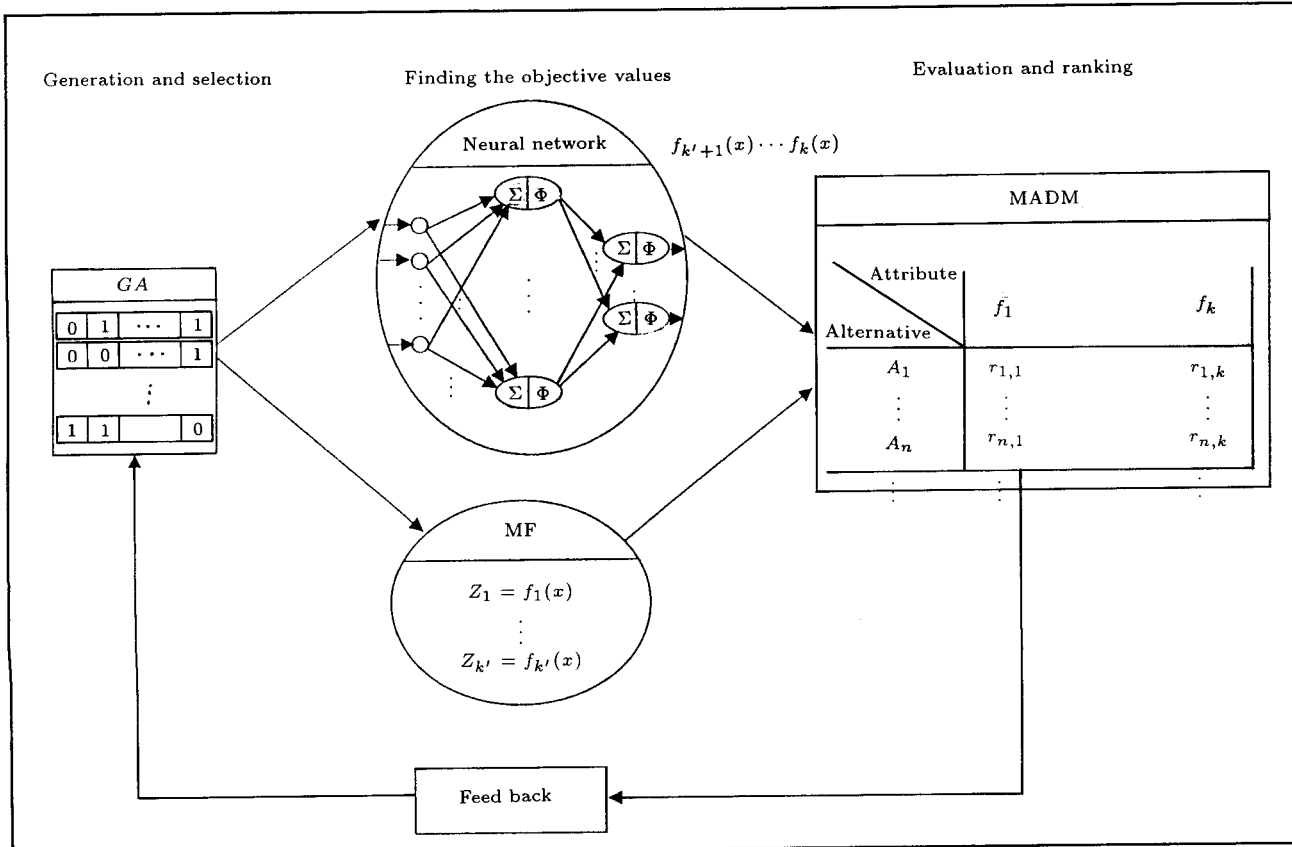 Generation and selection
Finding the objective values
Evaluation and ranking
Neural network
f_{k'+1}(x) ⋯ f_k(x)
Σ Φ
Σ Φ
Σ Φ
Σ Φ
GA
0 1 ⋯ 1
0 0 ⋯ 1
⋮
1 1 0
MF
Z_1 = f_1(x)
⋮
Z_{k'} = f_{k'}(x)
MADM
Attribute
Alternative
f_1 f_k
A_1 r_{1,1} r_{1,k}
⋮ ⋮ ⋮
A_n r_{n,1} r_{n,k}
⋮ ⋮ ⋮
Feed back